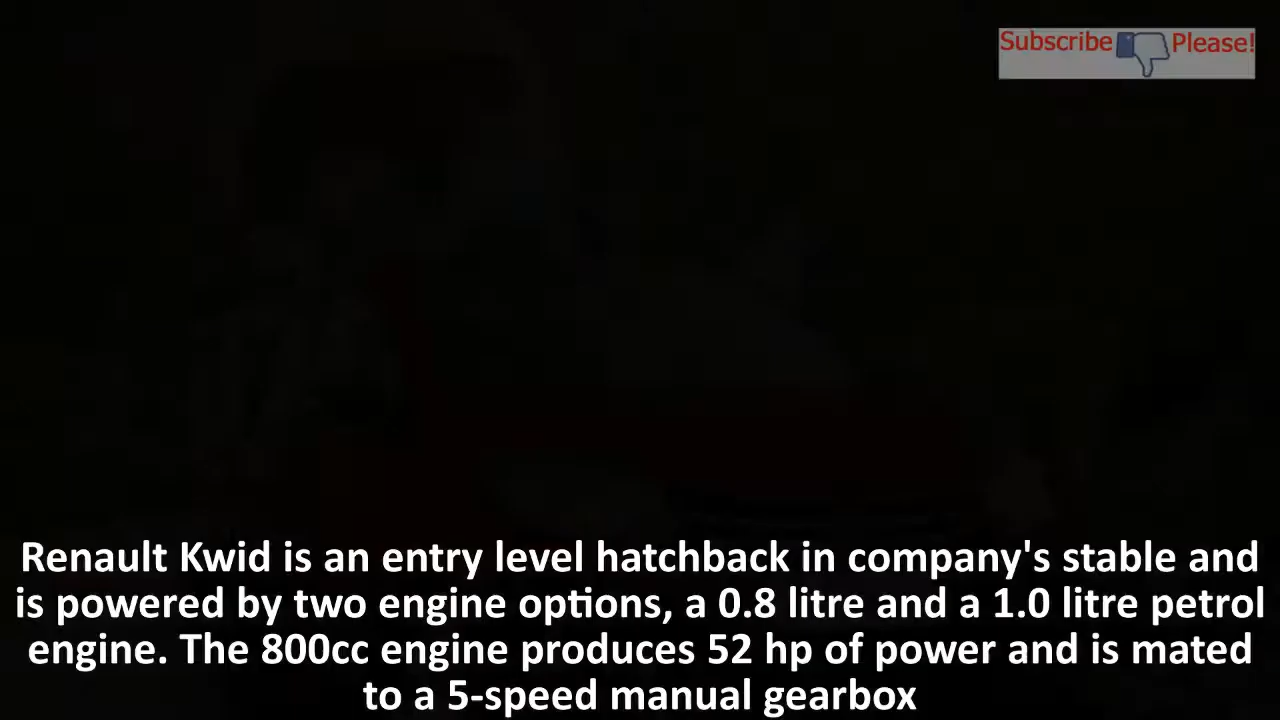 Subscribe Please!
Renault Kwid is an entry level hatchback in company's stable and
is powered by two engine options, a 0.8 litre and a 1.0 litre petrol
engine. The 800cc engine produces 52 hp of power and is mated
to a 5-speed manual gearbox